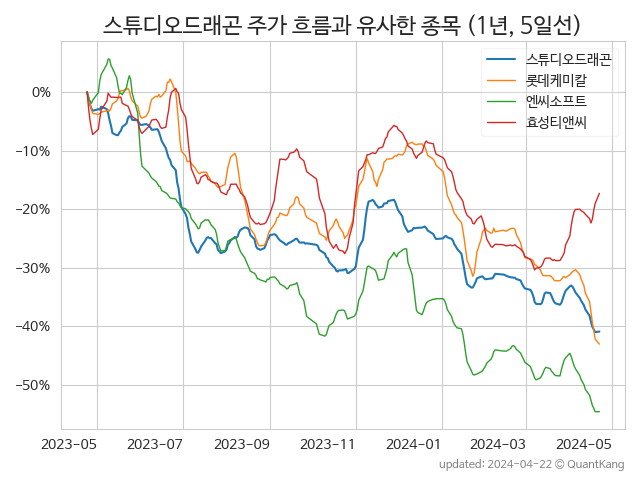 스튜디오드래곤 주가 흐름과 유사한 종목 (1년, 5일선)
스튜디오드래곤
롯데케미칼
엔씨소프트
효성티앤씨
0%
−10%
−20%
−30%
−40%
−50%
2023-05 2023-07 2023-09 2023-11 2024-01 2024-03 2024-05
updated: 2024-04-22 © QuantKang